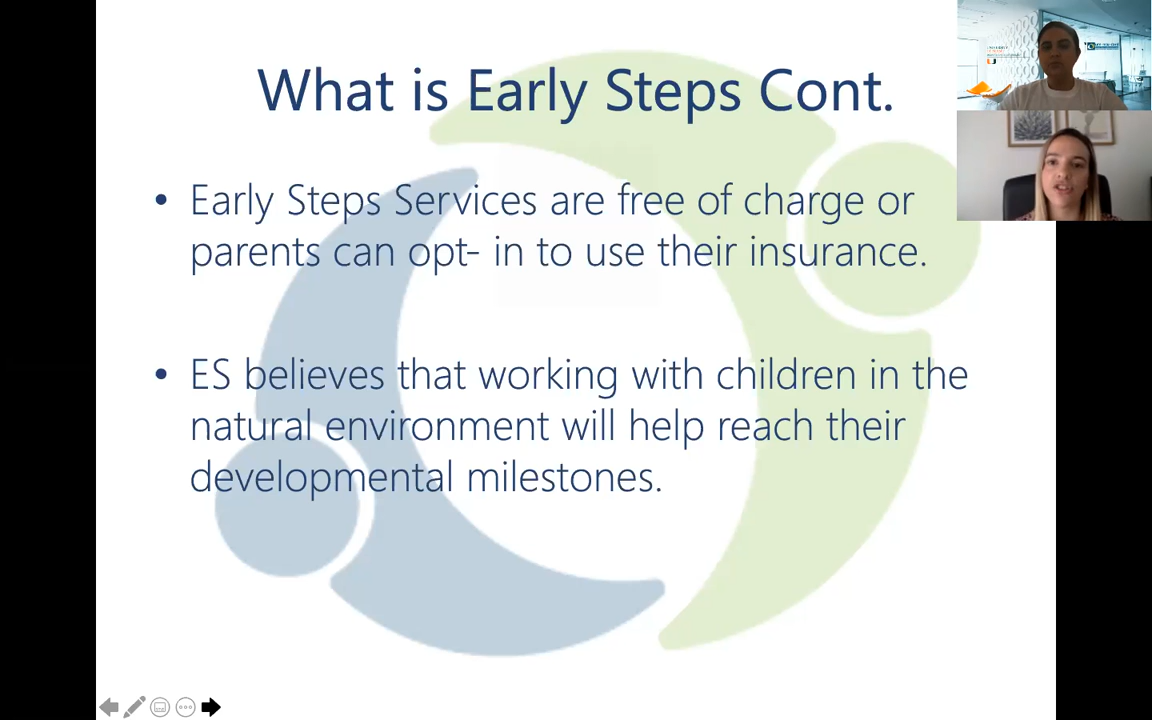 What is Early Steps Cont.
• Early Steps Services are free of charge or
parents can opt- in to use their insurance.
• ES believes that working with children in the
natural environment will help reach their
developmental milestones.